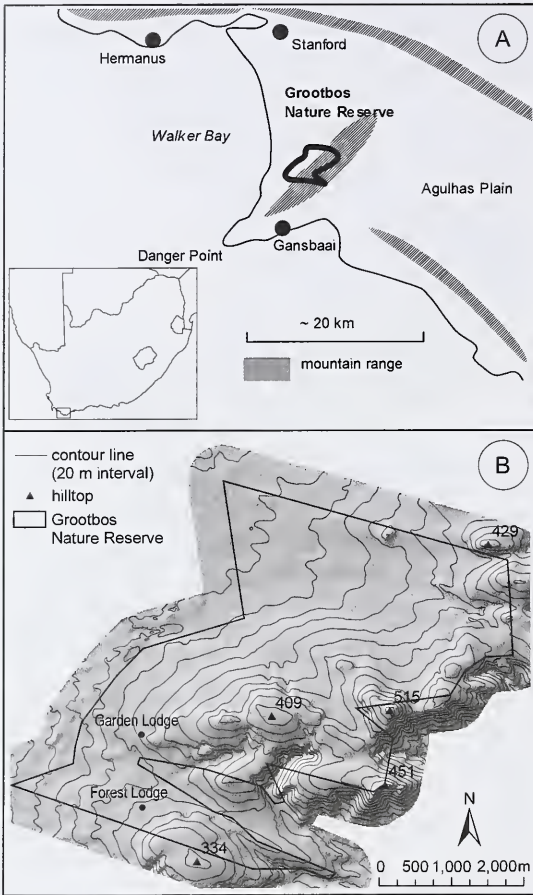 A
Hermanus
Stanford
Grootbos
Nature Reserve
Walker Bay
Agulhas Plain
Gansbaai
Danger Point
~ 20 km
mountain range
B
contour line
(20 m interval)
hilltop
Grootbos
Nature Reserve
429
515
409
Garden Lodge
451
Forest Lodge
334
N
0 500 1,000 2,000m